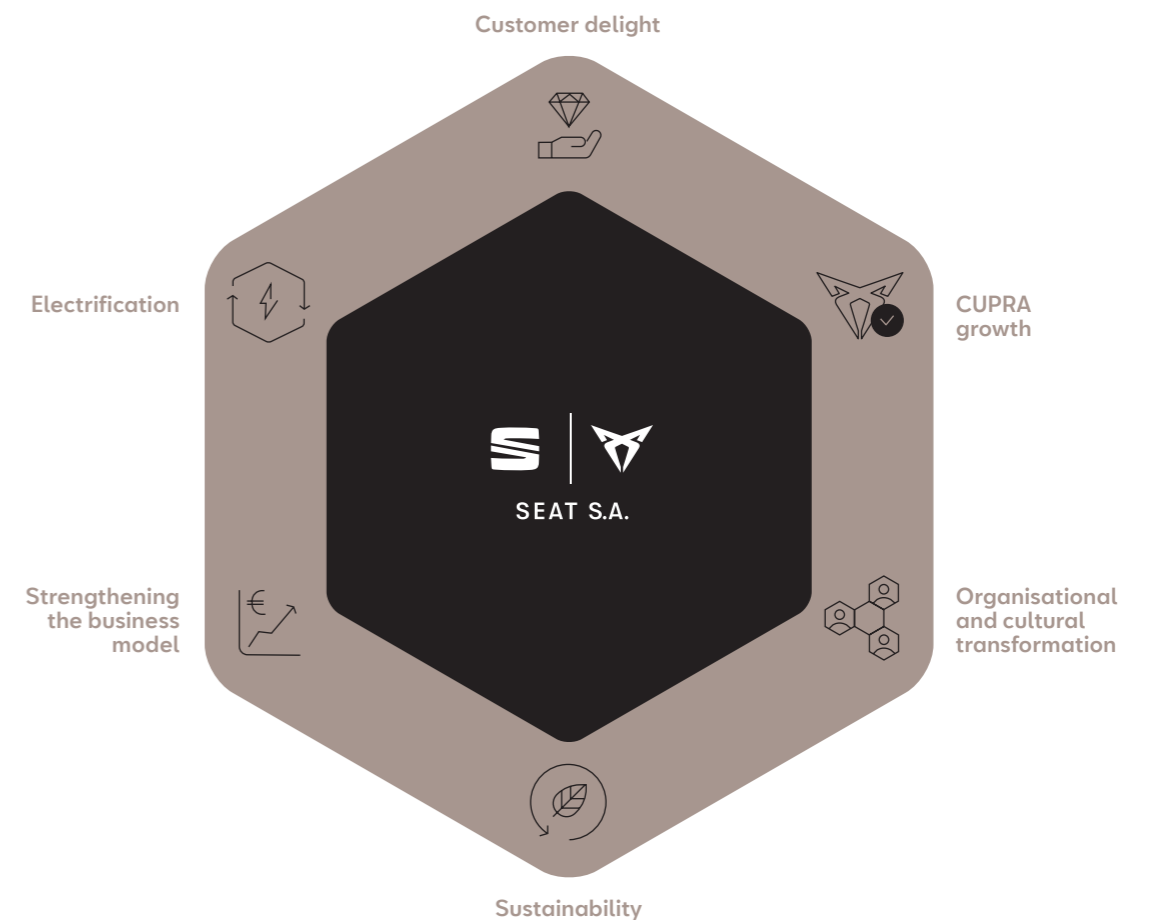 Customer delight
Electrification
CUPRA
growth
SEAT S.A.
Strengthening
the business
model
€
Organisational
and cultural
transformation
Sustainability